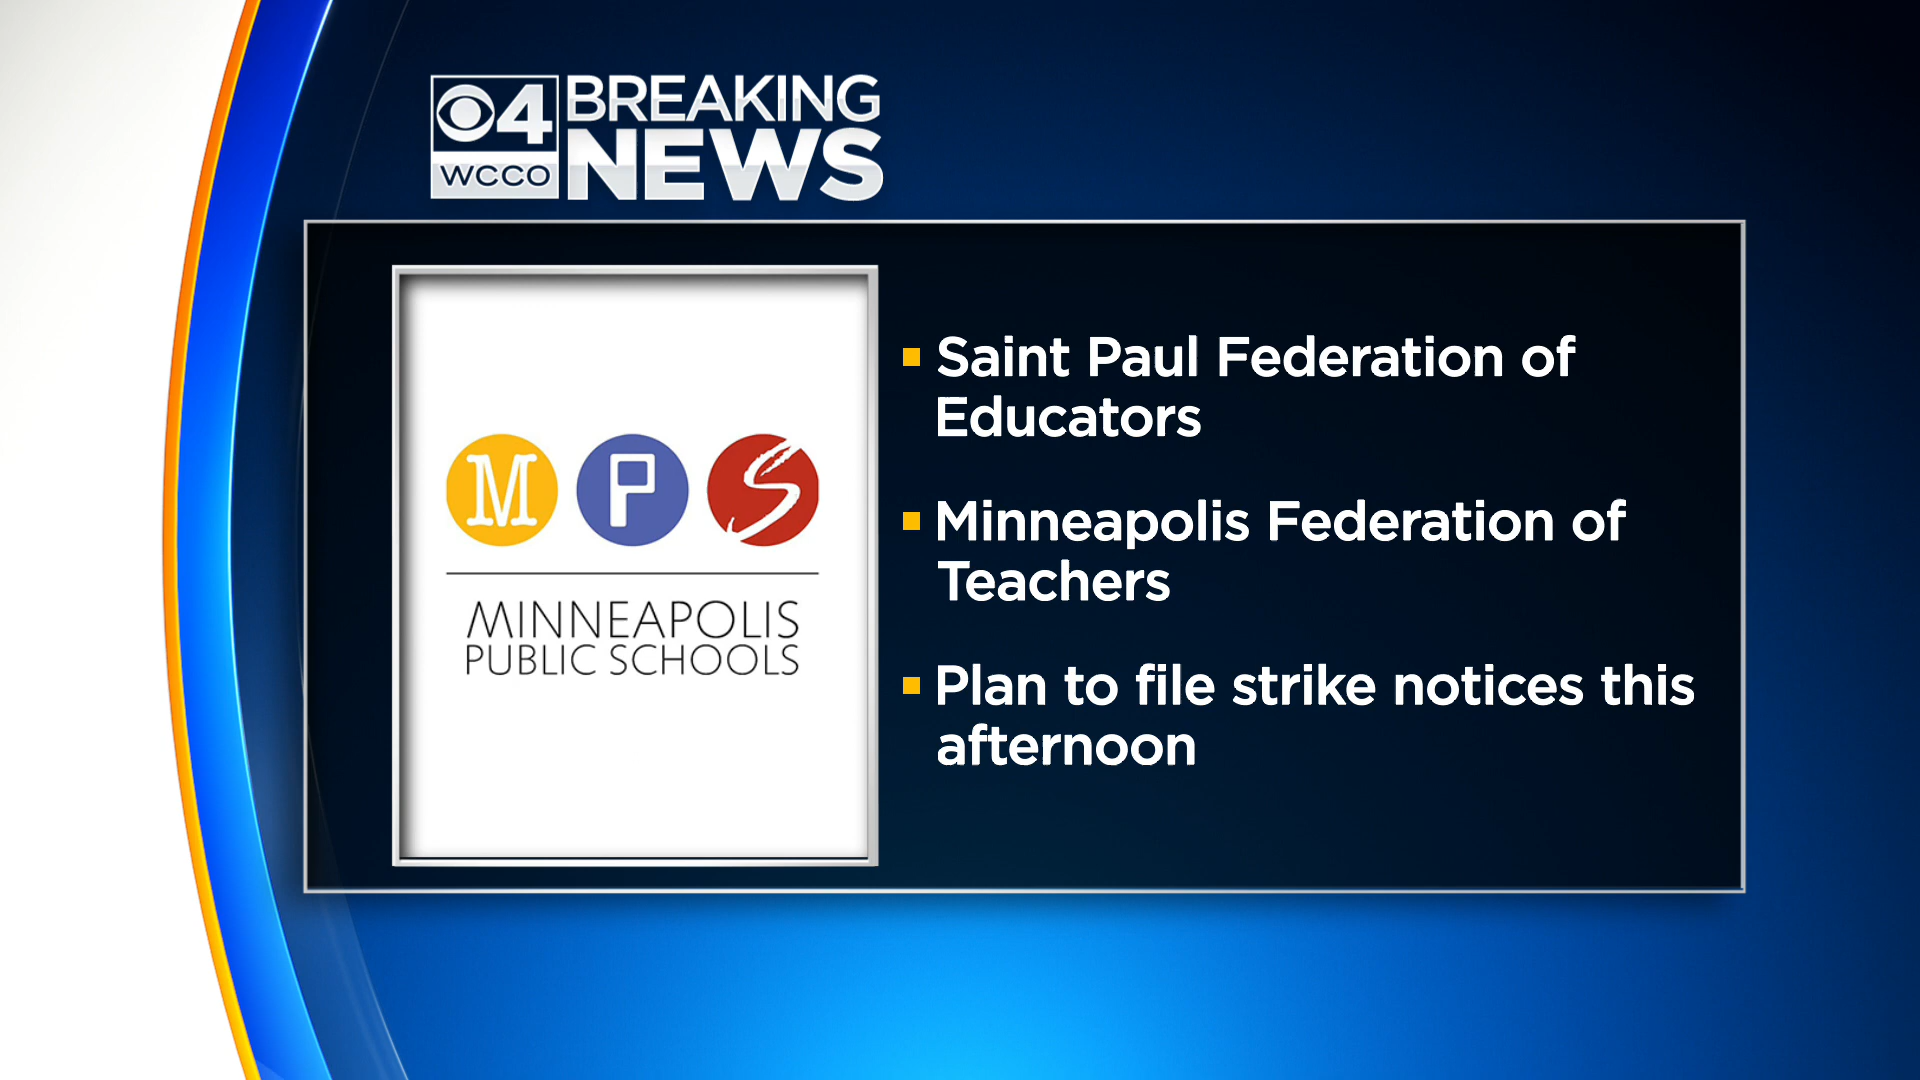 4
WCCO
BREAKING
NEWS
M P S
MINNEAPOLIS
PUBLIC SCHOOLS
Saint Paul Federation of
Educators
Minneapolis Federation of
Teachers
Plan to file strike notices this
afternoon